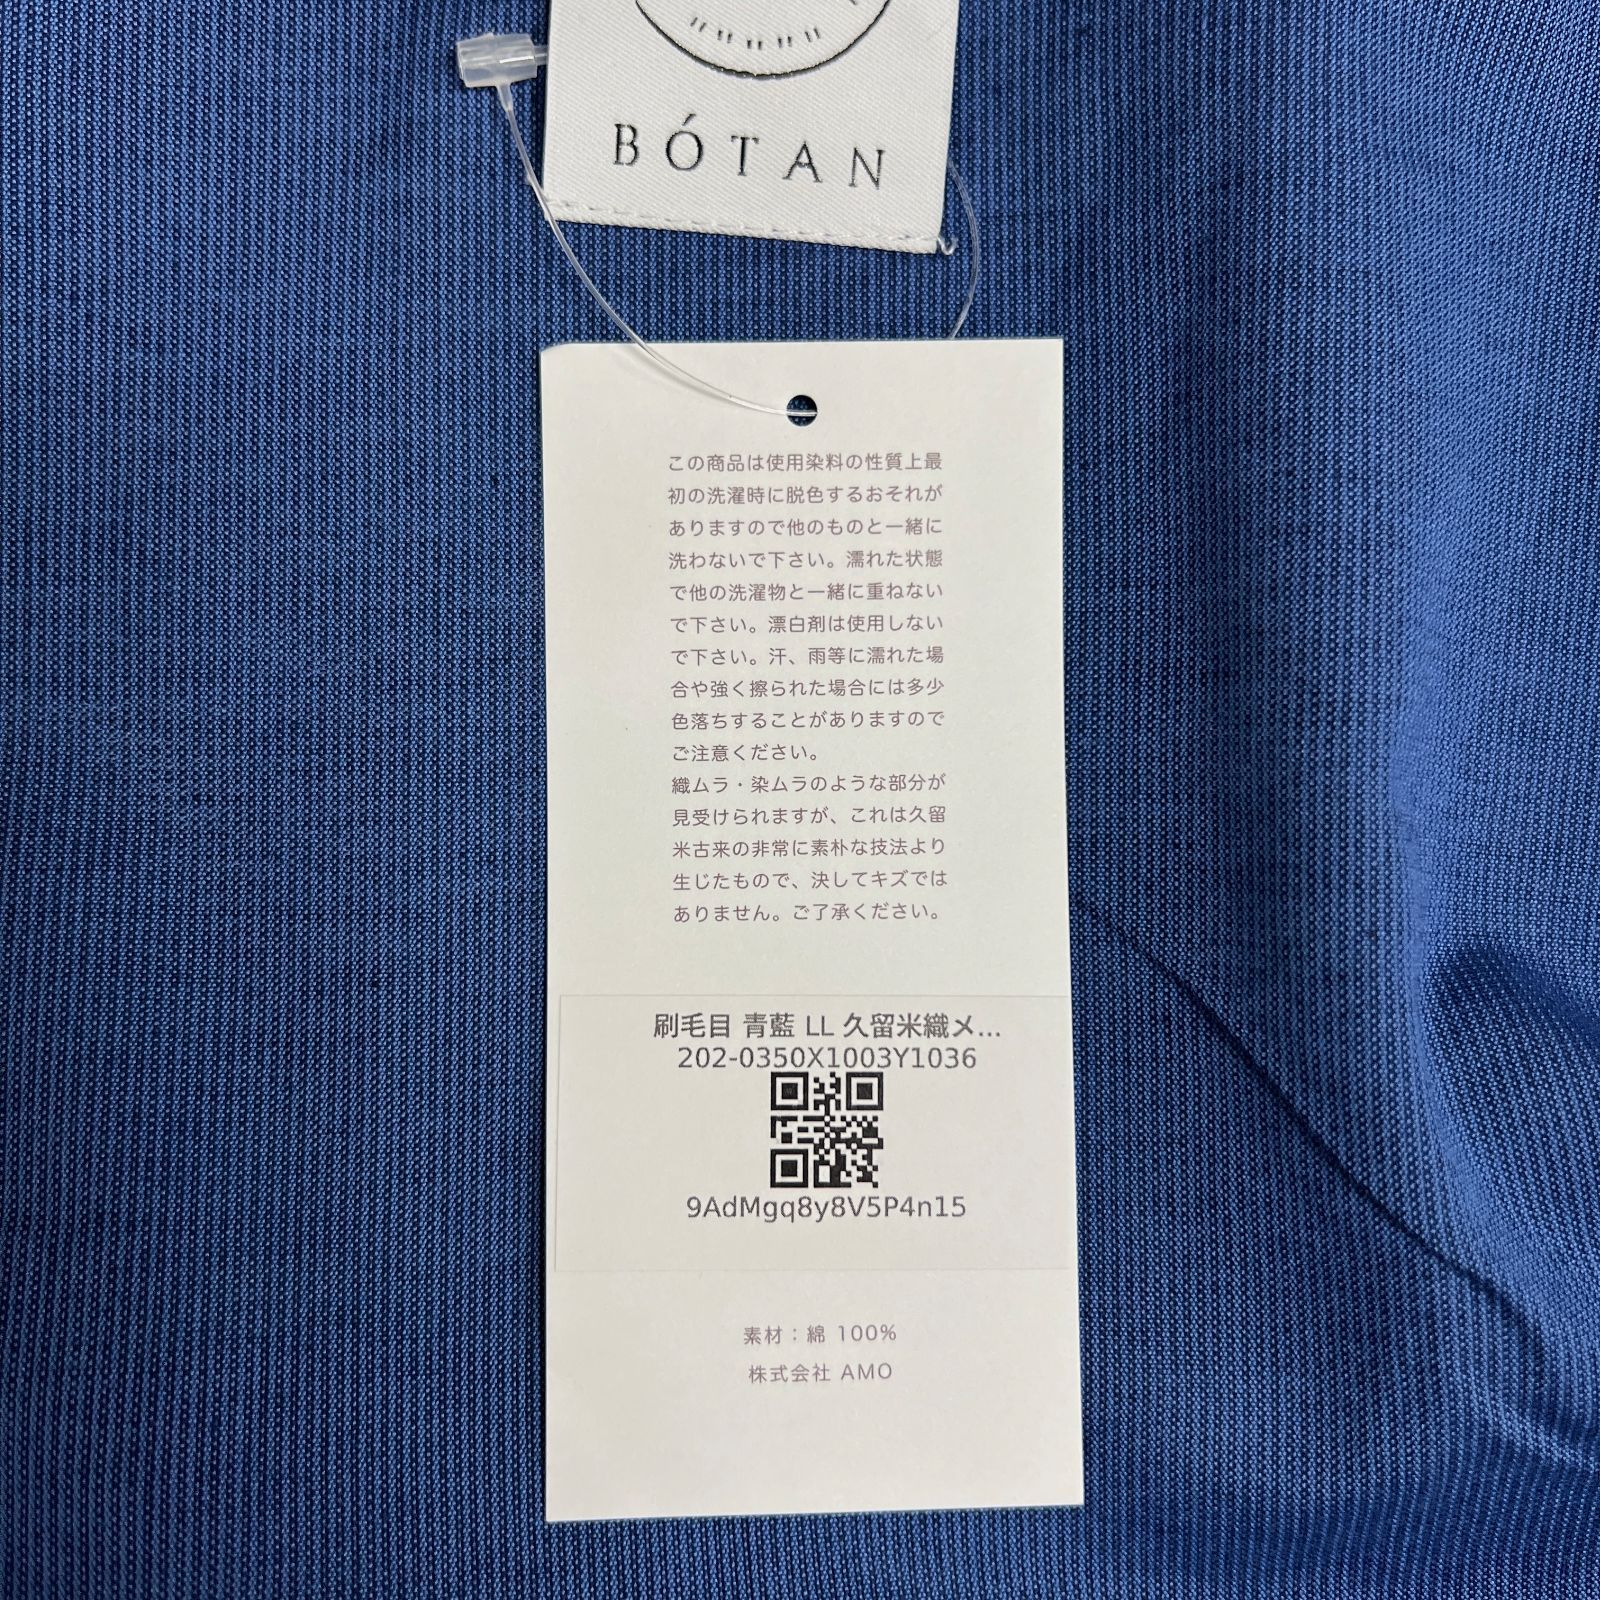 BÓTAN
この商品は使用染料の性質上最
初の洗濯時に脱色するおそれが
ありますので他のものと一緒に
洗わないで下さい。濡れた状態
で他の洗濯物と一緒に重ねない
で下さい。漂白剤は使用しない
で下さい。汗、雨等に濡れた場
合や強く擦られた場合には多少
色落ちすることがありますので
ご注意ください。
織ムラ・染ムラのような部分が
見受けられますが、これは久留
米古来の非常に素朴な技法より
生じたもので、決してキズでは
ありません。ご了承ください。
刷毛目 青藍 LL 久留米織メ...
202-0350X1003Y1036
9AdMgq8y8V5P4n15
素材：綿 100%
株式会社 AMO